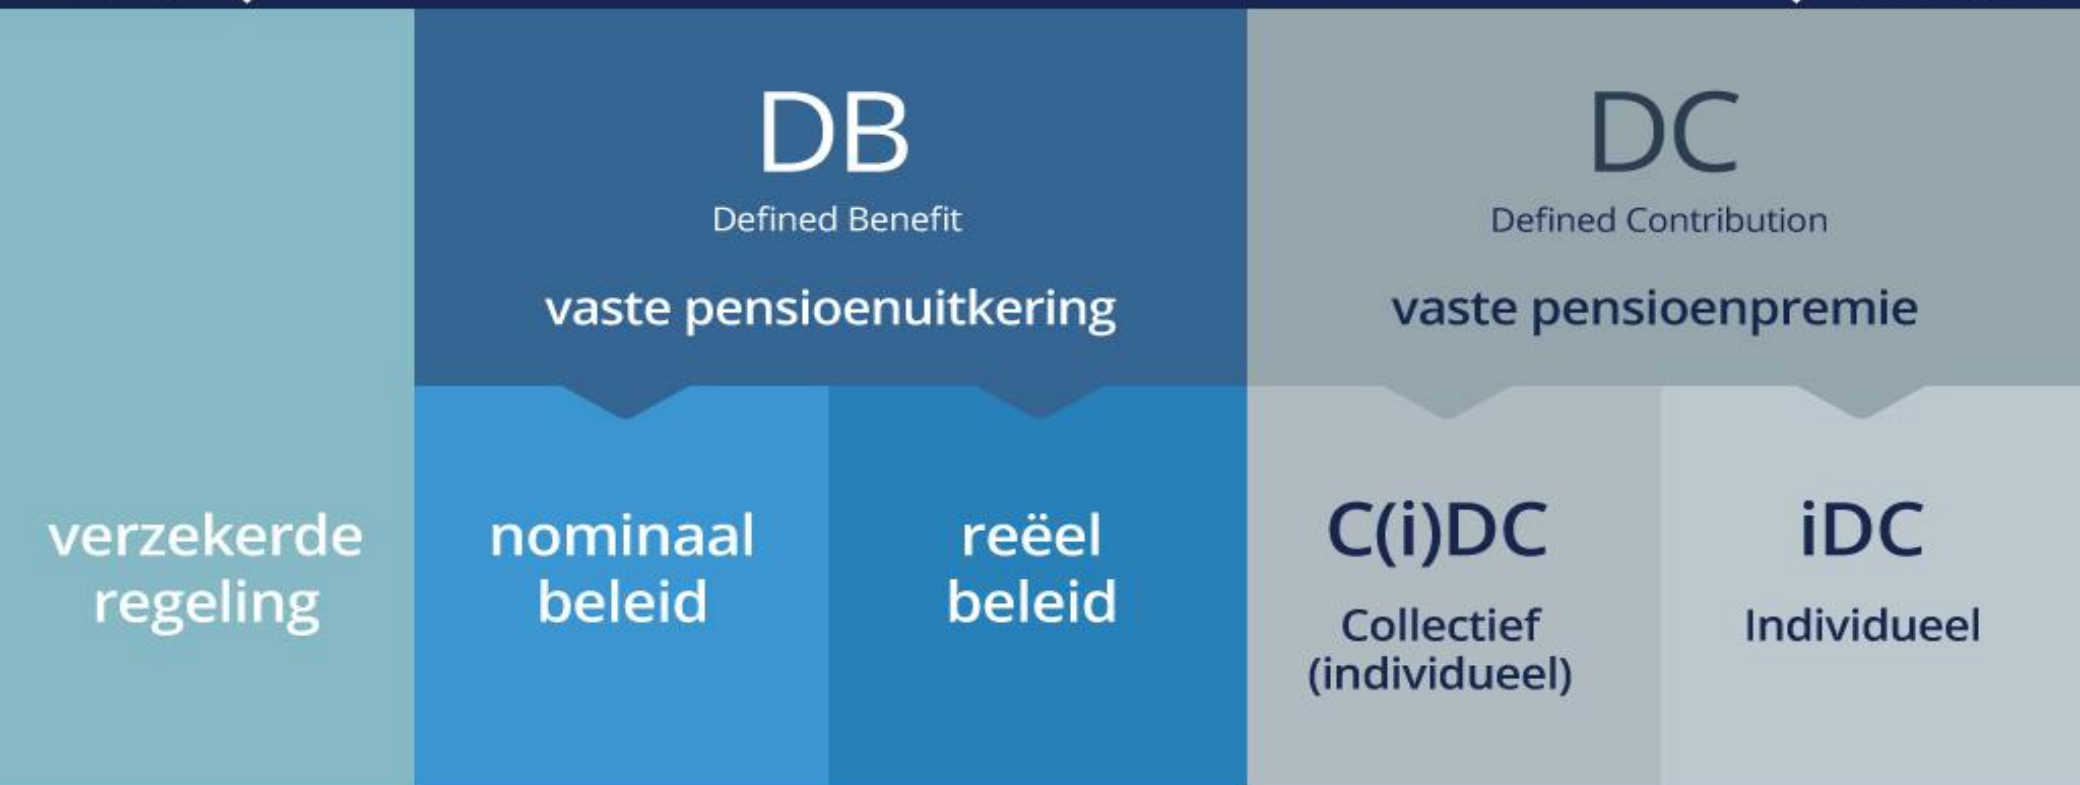 DB
Defined Benefit
vaste pensioenuitkering
DC
Defined Contribution
vaste pensioenpremie
verzekerde
regeling
nominaal
beleid
reëel
beleid
C(i)DC
Collectief
(individueel)
iDC
Individueel